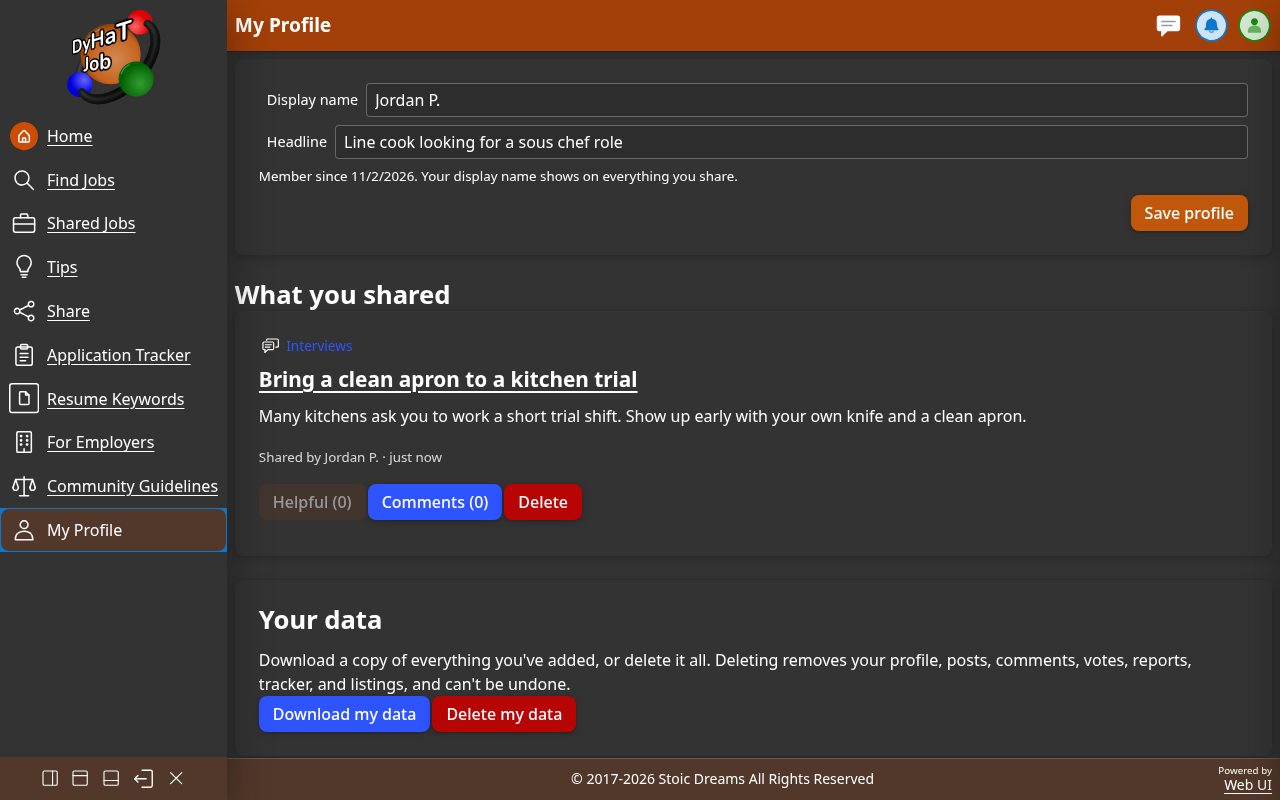 DyHaT
Job
Home
Find Jobs
Shared Jobs
Tips
Share
Application Tracker
Resume Keywords
For Employers
Community Guidelines
My Profile
My Profile
Display name
Jordan P.
Headline
Line cook looking for a sous chef role
Member since 11/2/2026. Your display name shows on everything you share.
Save profile
What you shared
Interviews
Bring a clean apron to a kitchen trial
Many kitchens ask you to work a short trial shift. Show up early with your own knife and a clean apron.
Shared by Jordan P. · just now
Helpful (0)
Comments (0)
Delete
Your data
Download a copy of everything you've added, or delete it all. Deleting removes your profile, posts, comments, votes, reports,
tracker, and listings, and can't be undone.
Download my data
Delete my data
© 2017-2026 Stoic Dreams All Rights Reserved
Powered by
Web UI